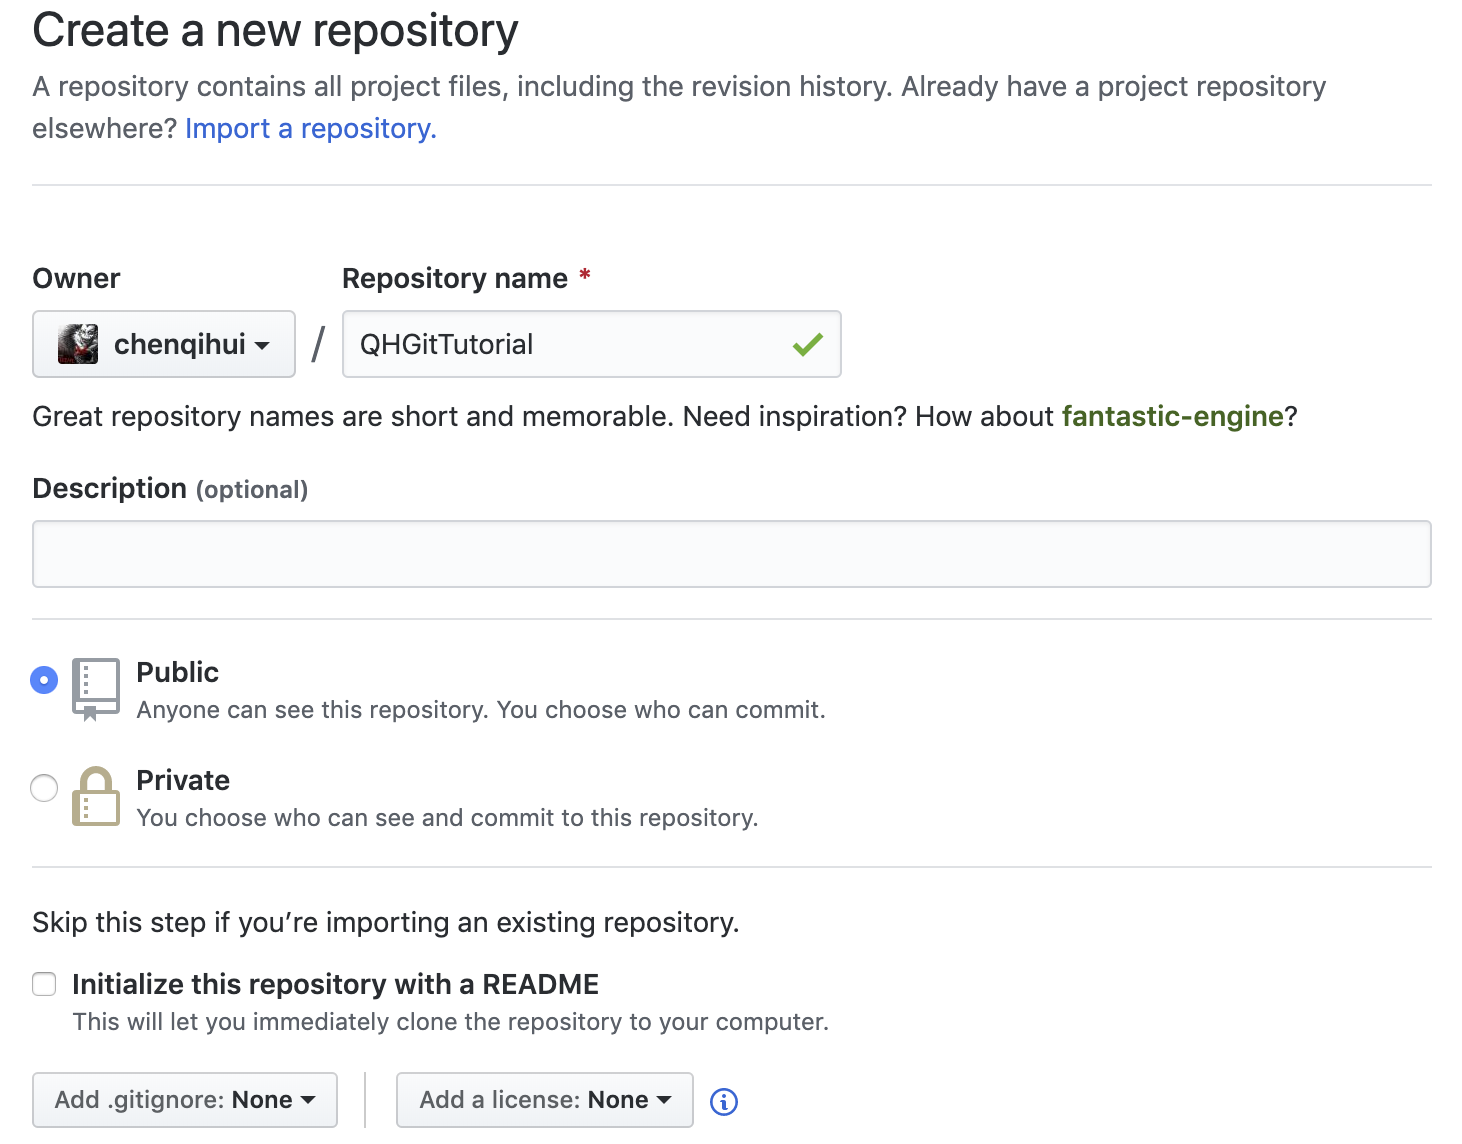 Create a new repository
A repository contains all project files, including the revision history. Already have a project repository
elsewhere? Import a repository.
Owner
Repository name *
chenqihui
/
QHGitTutorial
Great repository names are short and memorable. Need inspiration? How about fantastic-engine?
Description (optional)
Public
Anyone can see this repository. You choose who can commit.
Private
You choose who can see and commit to this repository.
Skip this step if you’re importing an existing repository.
Initialize this repository with a README
This will let you immediately clone the repository to your computer.
Add .gitignore: None
Add a license: None